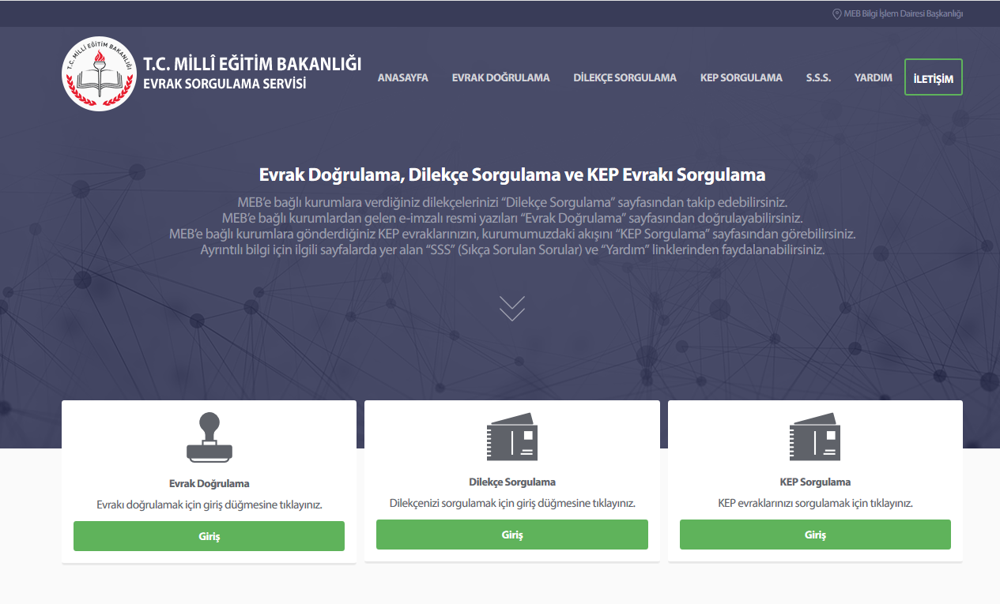 MEB Bilgi İşlem Dairesi Başkanlığı
T.C. MİLLÎ EĞİTİM BAKANLIĞI
T.C. MİLLÎ EĞİTİM BAKANLIĞI
EVRAK SORGULAMA SERVİSİ
ANASAYFA EVRAK DOĞRULAMA DİLEKÇE SORGULAMA KEP SORGULAMA S.S.S. YARDIM İLETİŞİM
Evrak Doğrulama, Dilekçe Sorgulama ve KEP Evrakı Sorgulama
MEB’e bağlı kurumlara verdiğiniz dilekçelerinizi “Dilekçe Sorgulama” sayfasından takip edebilirsiniz.
MEB’e bağlı kurumlardan gelen e-imzalı resmi yazıları “Evrak Doğrulama” sayfasından doğrulayabilirsiniz.
MEB’e bağlı kurumlara gönderdiğiniz KEP evraklarınızın, kurumumuzdaki akışını “KEP Sorgulama” sayfasından görebilirsiniz.
Ayrıntılı bilgi için ilgili sayfalarda yer alan “SSS” (Sıkça Sorulan Sorular) ve “Yardım” linklerinden faydalanabilirsiniz.
Evrak Doğrulama
Evrakı doğrulamak için giriş düğmesine tıklayınız.
Giriş
Dilekçe Sorgulama
Dilekçenizi sorgulamak için giriş düğmesine tıklayınız.
Giriş
KEP Sorgulama
KEP evraklarınızı sorgulamak için tıklayınız.
Giriş